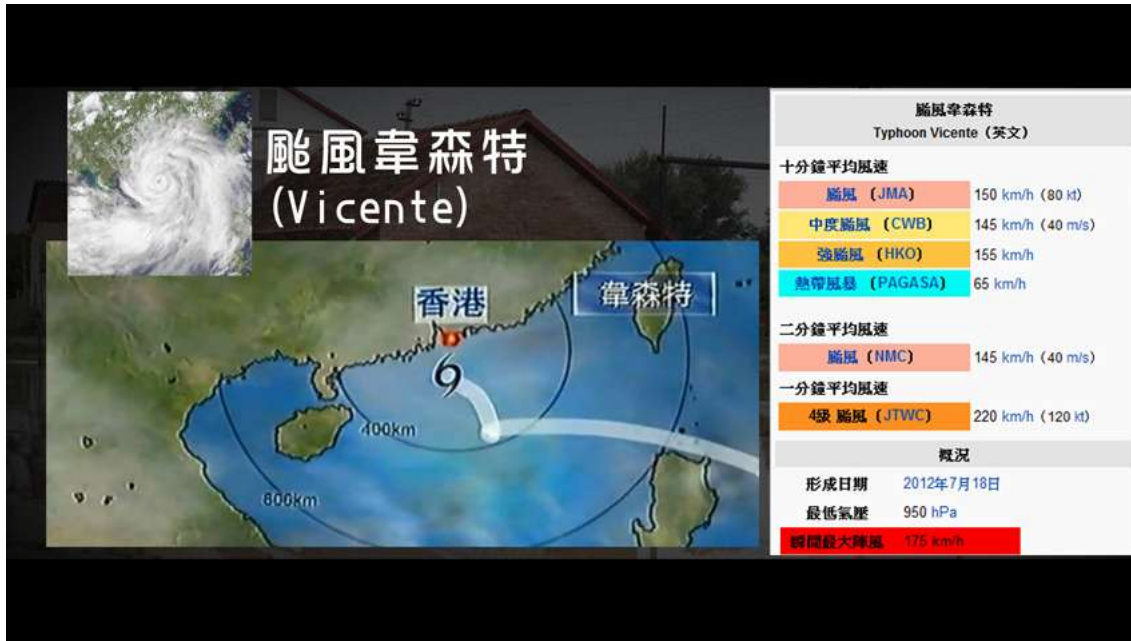 颱風韋森特
(Vicente)
香港
韋森特
400km
800km
颱風韋森特
Typhoon Vicente（英文）
十分鐘平均風速
颱風 （JMA） 150 km/h（80 kt）
中度颱風 （CWB） 145 km/h（40 m/s）
強颱風 （HKO） 155 km/h
熱帶風暴 （PAGASA） 65 km/h
二分鐘平均風速
颱風（NMC） 145 km/h（40 m/s）
一分鐘平均風速
4級 颱風（JTWC） 220 km/h（120 kt）
概況
形成日期 2012年7月18日
最低氣壓 950 hPa
瞬間最大陣風 175 km/h